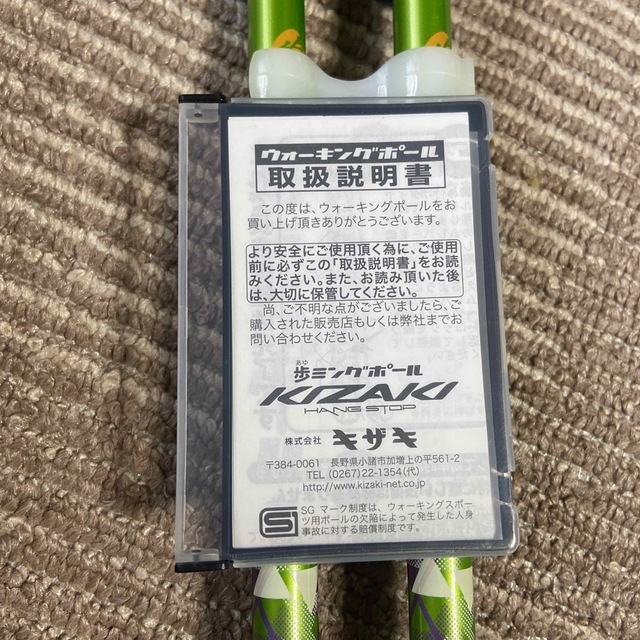 ウォーキングポール
取扱説明書
この度は、ウォーキングポールをお
買い上げ頂きありがとうございます。
より安全にご使用頂く為に、ご使用
前に必ずこの「取扱説明書」をお読
みください。また、お読み頂いた後
は、大切に保管してください。
尚、ご不明な点がございましたら、ご
購入された販売店もしくは弊社までお
問い合わせください。
あゆ
歩ミングポール
KIZAKI
HANG STOP
株式会社 キザキ
〒384-0061 長野県小諸市加増上の平561-2
TEL (0267)22-1354(代)
http://www.kizaki-net.co.jp
SG マーク制度は、ウォーキングスポー
ツ用ポールの欠陥によって発生した人身
事故に対する賠償制度です。